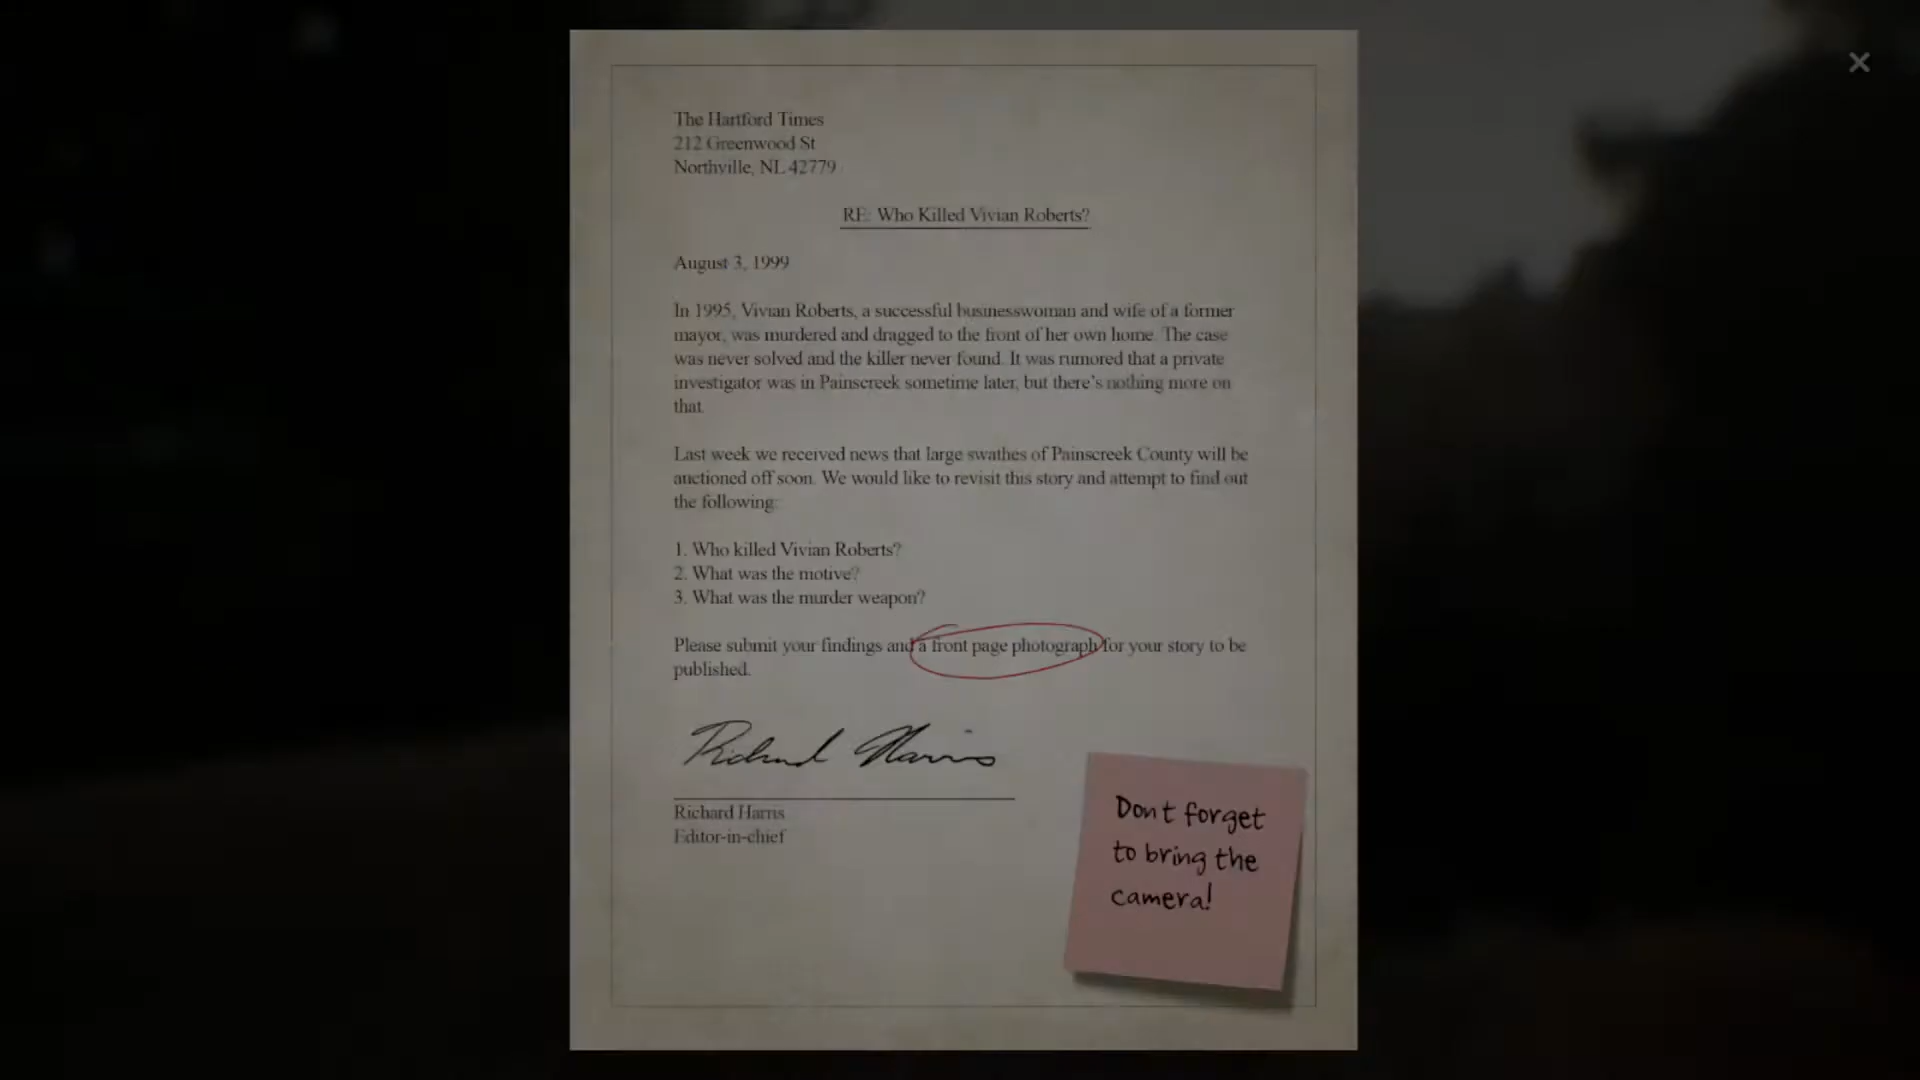 The Hartford Times
212 Greenwood St
Northville, NL 42779
RE: Who Killed Vivian Roberts?
August 3, 1999
In 1995, Vivian Roberts, a successful businesswoman and wife of a former
mayor, was murdered and dragged to the front of her own home. The case
was never solved and the killer never found. It was rumored that a private
investigator was in Painscreek sometime later, but there's nothing more on
that.
Last week we received news that large swathes of Painscreek County will be
auctioned off soon. We would like to revisit this story and attempt to find out
the following:
1. Who killed Vivian Roberts?
2. What was the motive?
3. What was the murder weapon?
Please submit your findings and a front page photograph for your story to be
published.
Richard Harris
Richard Harris
Editor-in-chief
Don't forget
to bring the
camera!